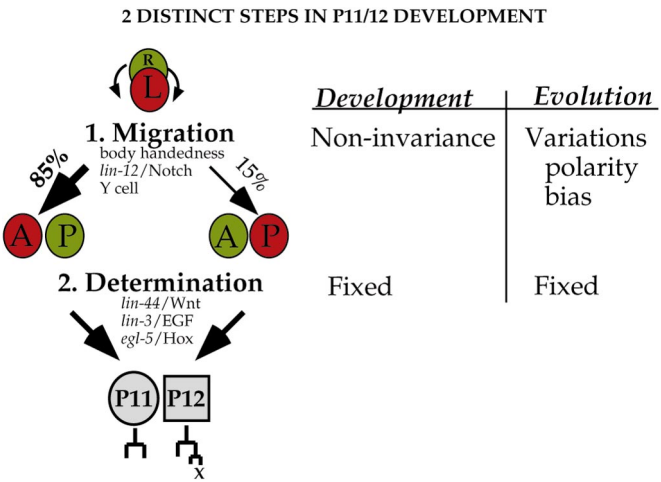 2 DISTINCT STEPS IN P11/12 DEVELOPMENT
R
L
1. Migration
body handedness
lin-12/Notch
Y cell
85%
15%
A P
A P
2. Determination
lin-44/Wnt
lin-3/EGF
egl-5/Hox
P11 P12
X
Development Evolution
Non-invariance Variations
polarity
bias
Fixed Fixed